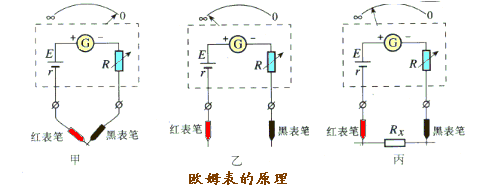 ∞ 0 ∞ 0 ∞ 0
+ G − + G − + G −
E r R E r R E r R
红表笔 黑表笔 红表笔 黑表笔 红表笔 Rx 黑表笔
甲 乙 丙
欧姆表的原理